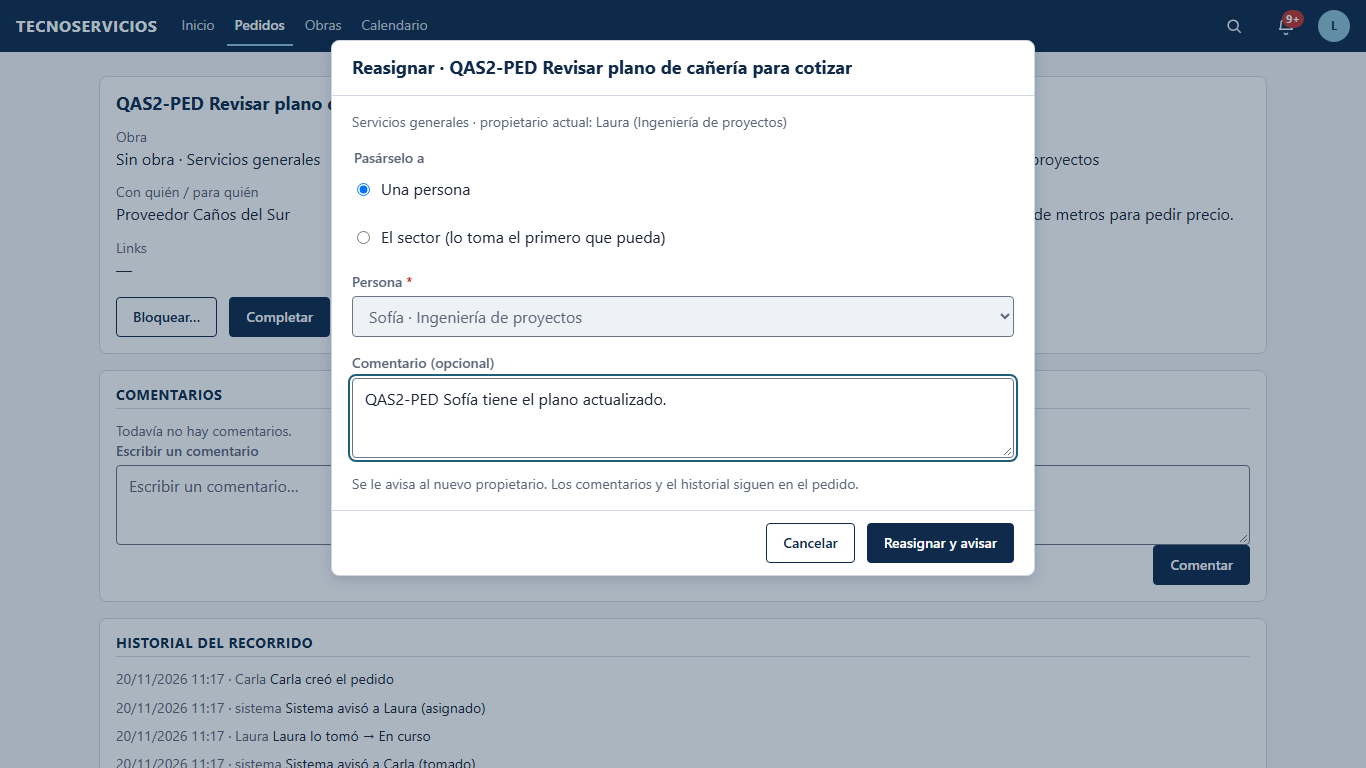 TECNOSERVICIOS Inicio Pedidos Obras Calendario 9+ L
Reasignar · QAS2-PED Revisar plano de cañería para cotizar
Servicios generales · propietario actual: Laura (Ingeniería de proyectos)
Pasárselo a
Una persona
El sector (lo toma el primero que pueda)
Persona *
Sofía · Ingeniería de proyectos
Comentario (opcional)
QAS2-PED Sofía tiene el plano actualizado.
Se le avisa al nuevo propietario. Los comentarios y el historial siguen en el pedido.
Cancelar Reasignar y avisar
QAS2-PED Revisar plano
Obra
Sin obra · Servicios generales
proyectos
Con quién / para quién
Proveedor Caños del Sur
de metros para pedir precio.
Links
—
Bloquear... Completar
COMENTARIOS
Todavía no hay comentarios.
Escribir un comentario
Escribir un comentario...
Comentar
HISTORIAL DEL RECORRIDO
20/11/2026 11:17 · Carla Carla creó el pedido
20/11/2026 11:17 · sistema Sistema avisó a Laura (asignado)
20/11/2026 11:17 · Laura Laura lo tomó → En curso
20/11/2026 11:17 · sistema Sistema avisó a Carla (tomado)